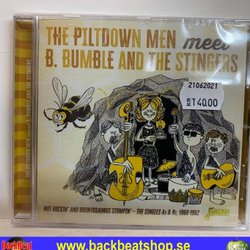 THE PILTDOWN MEN meet
B. BUMBLE AND THE STINGERS
21062021
140.00
NOT ROCKIN' AND BRONTOSAURUS STOMPIN' - THE SINGLES As & Bs, 1960-1962
www.backbeatshop.se